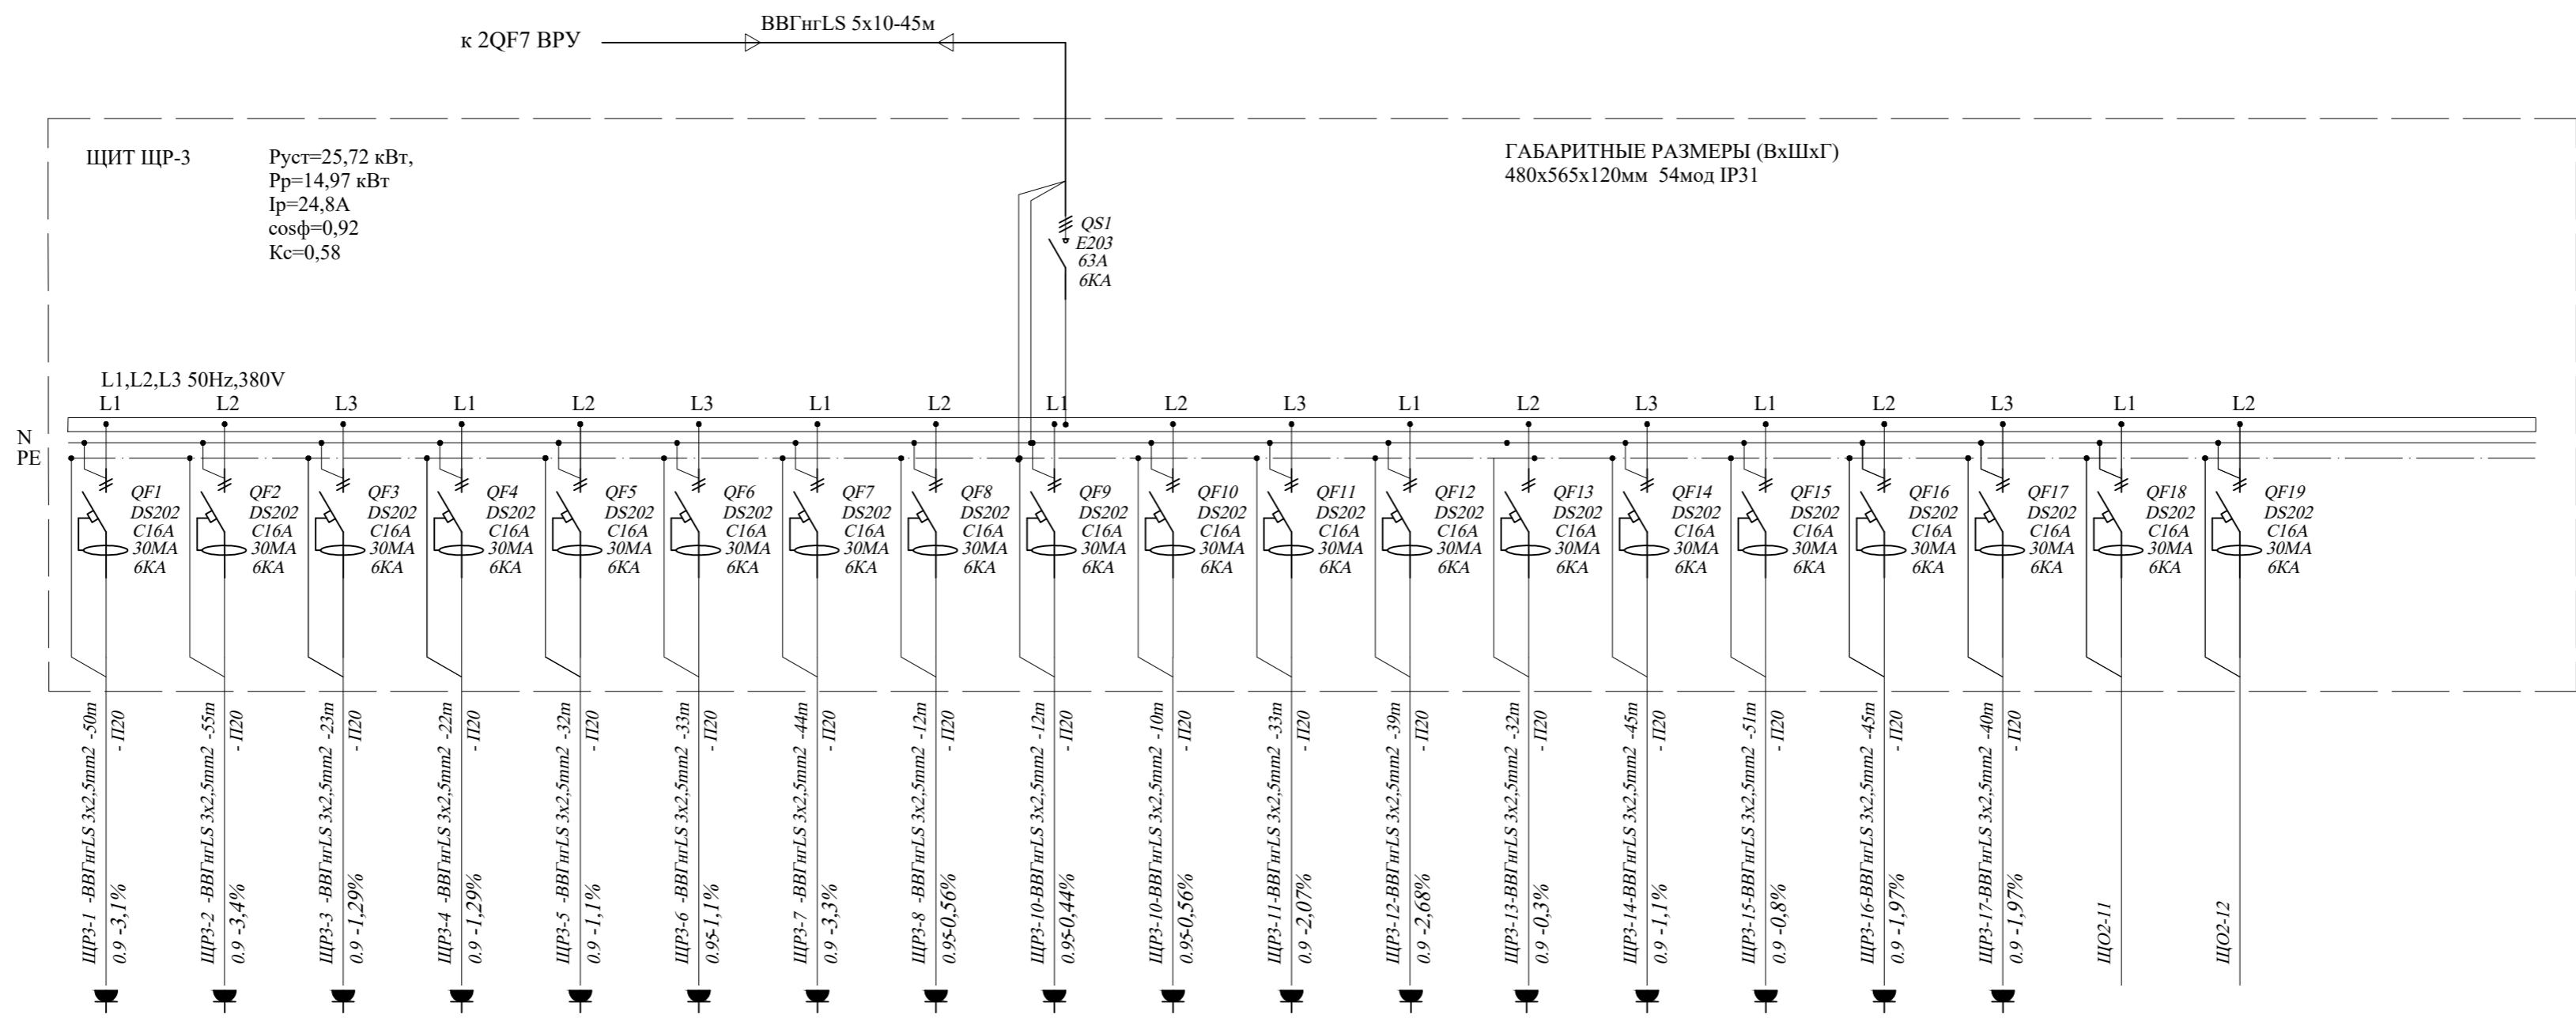 ВВГнгLS 5х10-45м
к 2QF7 ВРУ
ЩИТ ЩР-3
Руст=25,72 кВт,
Рр=14,97 кВт
Iр=24,8А
cosф=0,92
Кс=0,58
ГАБАРИТНЫЕ РАЗМЕРЫ (ВхШхГ)
480х565х120мм 54мод IP31
QS1
E203
63A
6KA
L1,L2,L3 50Hz,380V
L1 L2 L3 L1 L2 L3 L1 L2 L1 L2 L3 L1 L2 L3 L1 L2 L3 L1 L2
N
PE
QF1
DS202
C16A
30MA
6KA
QF2
DS202
C16A
30MA
6KA
QF3
DS202
C16A
30MA
6KA
QF4
DS202
C16A
30MA
6KA
QF5
DS202
C16A
30MA
6KA
QF6
DS202
C16A
30MA
6KA
QF7
DS202
C16A
30MA
6KA
QF8
DS202
C16A
30MA
6KA
QF9
DS202
C16A
30MA
6KA
QF10
DS202
C16A
30MA
6KA
QF11
DS202
C16A
30MA
6KA
QF12
DS202
C16A
30MA
6KA
QF13
DS202
C16A
30MA
6KA
QF14
DS202
C16A
30MA
6KA
QF15
DS202
C16A
30MA
6KA
QF16
DS202
C16A
30MA
6KA
QF17
DS202
C16A
30MA
6KA
QF18
DS202
C16A
30MA
6KA
QF19
DS202
C16A
30MA
6KA
ЩР3-1 -ВВГнгLS 3х2,5mm2 -50m
0.9 -3,1% - П20
ЩР3-2 -ВВГнгLS 3х2,5mm2 -55m
0.9 -3,4% - П20
ЩР3-3 -ВВГнгLS 3х2,5mm2 -23m
0.9 -1,29% - П20
ЩР3-4 -ВВГнгLS 3х2,5mm2 -22m
0.9 -1,29% - П20
ЩР3-5 -ВВГнгLS 3х2,5mm2 -32m
0.9 -1,1% - П20
ЩР3-6 -ВВГнгLS 3х2,5mm2 -33m
0.95-1,1% - П20
ЩР3-7 -ВВГнгLS 3х2,5mm2 -44m
0.9 -3,3% - П20
ЩР3-8 -ВВГнгLS 3х2,5mm2 -12m
0.95-0,56% - П20
ЩР3-10-ВВГнгLS 3х2,5mm2 -12m
0.95-0,44% - П20
ЩР3-10-ВВГнгLS 3х2,5mm2 -10m
0.95-0,56% - П20
ЩР3-11-ВВГнгLS 3х2,5mm2 -33m
0.9 -2,07% - П20
ЩР3-12-ВВГнгLS 3х2,5mm2 -39m
0.9 -2,68% - П20
ЩР3-13-ВВГнгLS 3х2,5mm2 -32m
0.9 -0,3% - П20
ЩР3-14-ВВГнгLS 3х2,5mm2 -45m
0.9 -1,1% - П20
ЩР3-15-ВВГнгLS 3х2,5mm2 -51m
0.9 -0,8% - П20
ЩР3-16-ВВГнгLS 3х2,5mm2 -45m
0.9 -1,97% - П20
ЩР3-17-ВВГнгLS 3х2,5mm2 -40m
0.9 -1,97% - П20
ЩО2-11
ЩО2-12